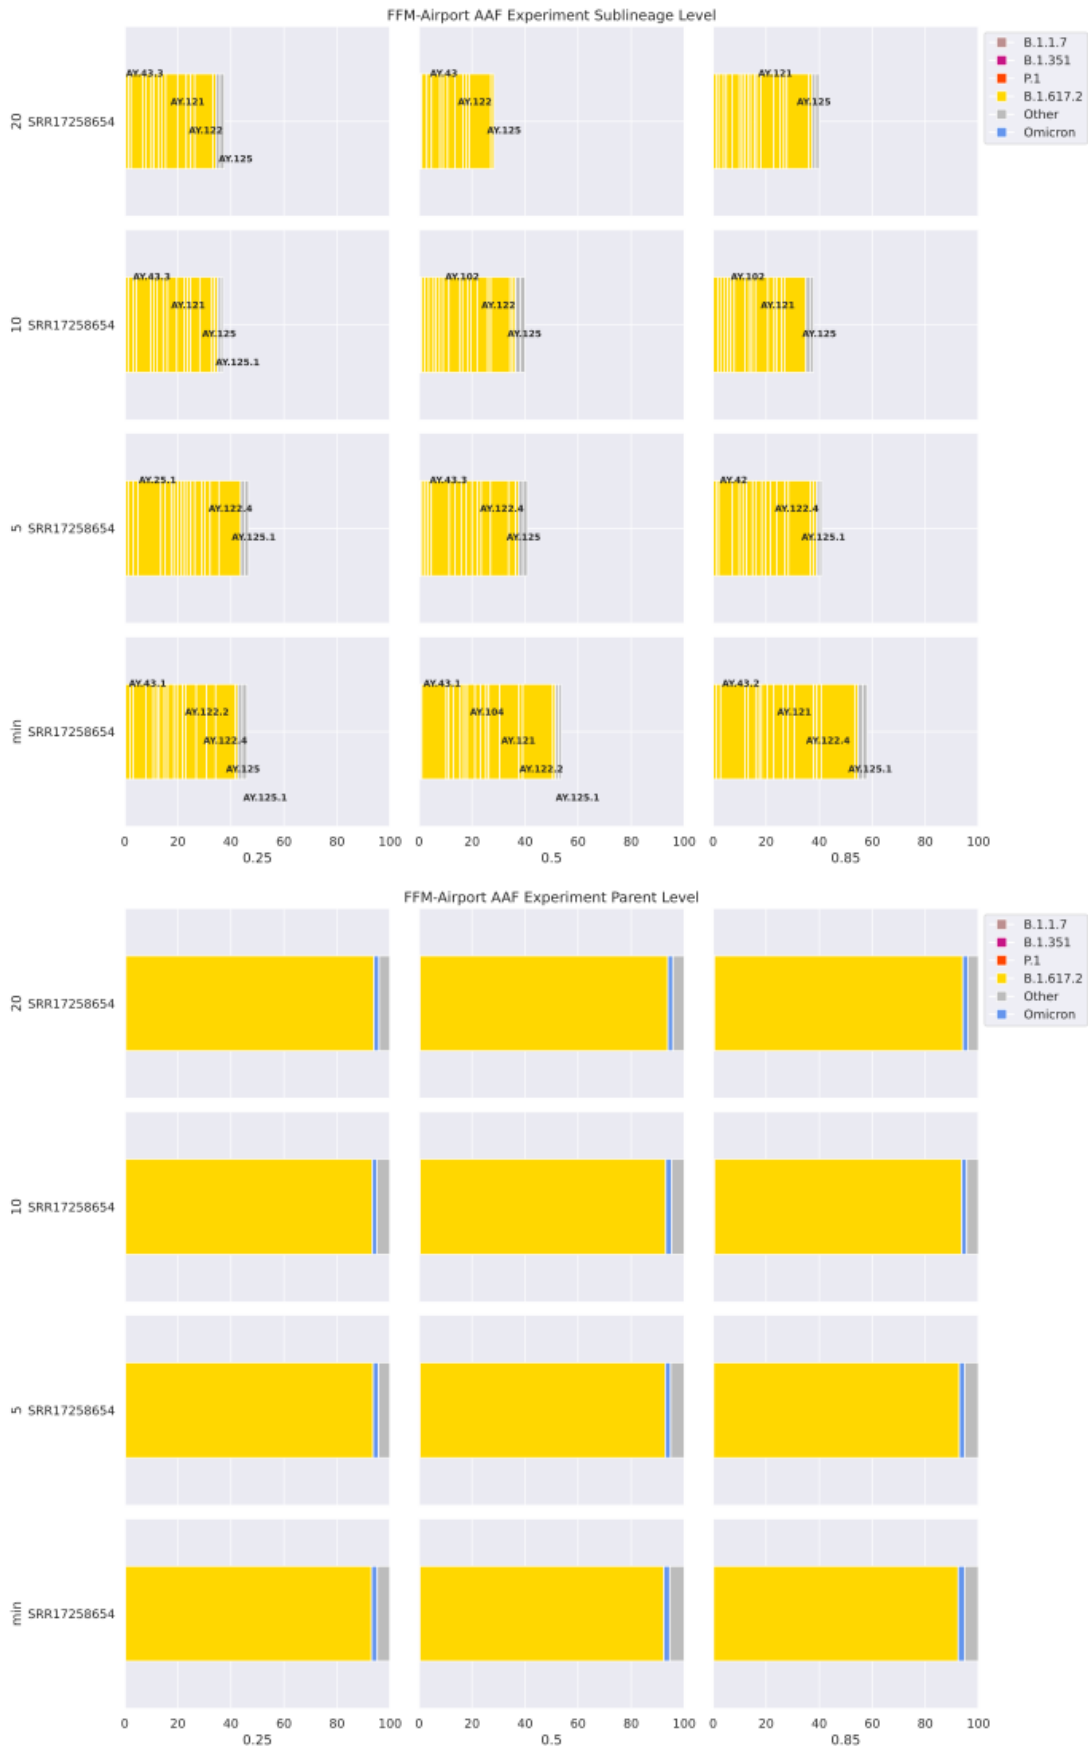 FFM-Airport AAF Experiment Sublineage Level
B.1.1.7
B.1.351
P.1
B.1.617.2
Other
Omicron
20 SRR17258654
AY.43.3
AY.121
AY.122
AY.125
AY.43
AY.122
AY.125
AY.121
AY.125
10 SRR17258654
AY.43.3
AY.121
AY.125
AY.125.1
AY.102
AY.122
AY.125
AY.102
AY.121
AY.125
5 SRR17258654
AY.25.1
AY.122.4
AY.125.1
AY.43.3
AY.122.4
AY.125
AY.42
AY.122.4
AY.125.1
min SRR17258654
AY.43.1
AY.122.2
AY.122.4
AY.125
AY.125.1
AY.43.1
AY.104
AY.121
AY.122.2
AY.125.1
AY.43.2
AY.121
AY.122.4
AY.125.1
0 20 40 60 80 100 0 20 40 60 80 100 0 20 40 60 80 100
0.25 0.5 0.85
FFM-Airport AAF Experiment Parent Level
B.1.1.7
B.1.351
P.1
B.1.617.2
Other
Omicron
20 SRR17258654
10 SRR17258654
5 SRR17258654
min SRR17258654
0 20 40 60 80 100 0 20 40 60 80 100 0 20 40 60 80 100
0.25 0.5 0.85